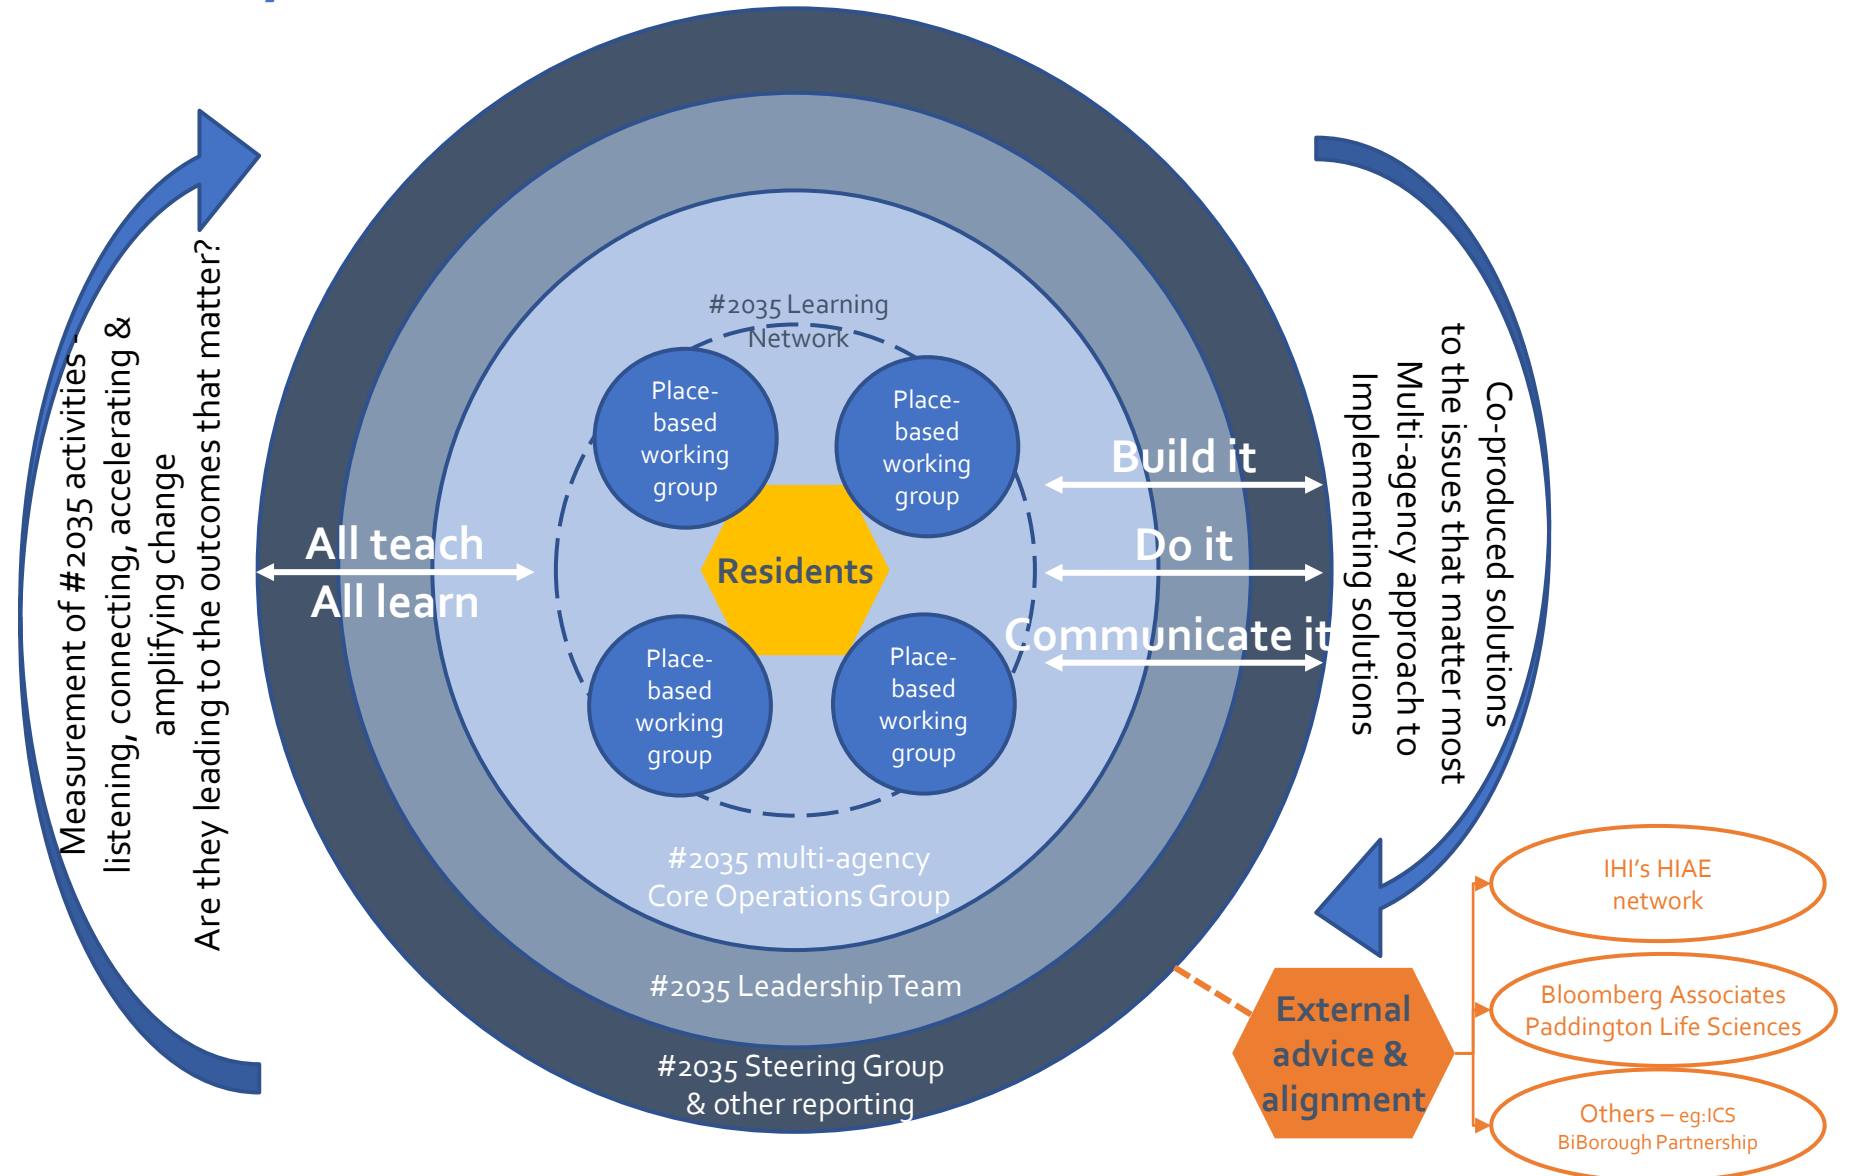 Measurement of #2035 activities -
listening, connecting, accelerating &
amplifying change
Are they leading to the outcomes that matter?
All teach
All learn
#2035 Learning
Network
Place-
based
working
group
Place-
based
working
group
Residents
Place-
based
working
group
Place-
based
working
group
#2035 multi-agency
Core Operations Group
#2035 Leadership Team
#2035 Steering Group
& other reporting
Build it
Do it
Communicate it
Co-produced solutions
to the issues that matter most
Multi-agency approach to
Implementing solutions
External
advice &
alignment
IHI's HIAE
network
Bloomberg Associates
Paddington Life Sciences
Others – eg:ICS
BiBorough Partnership